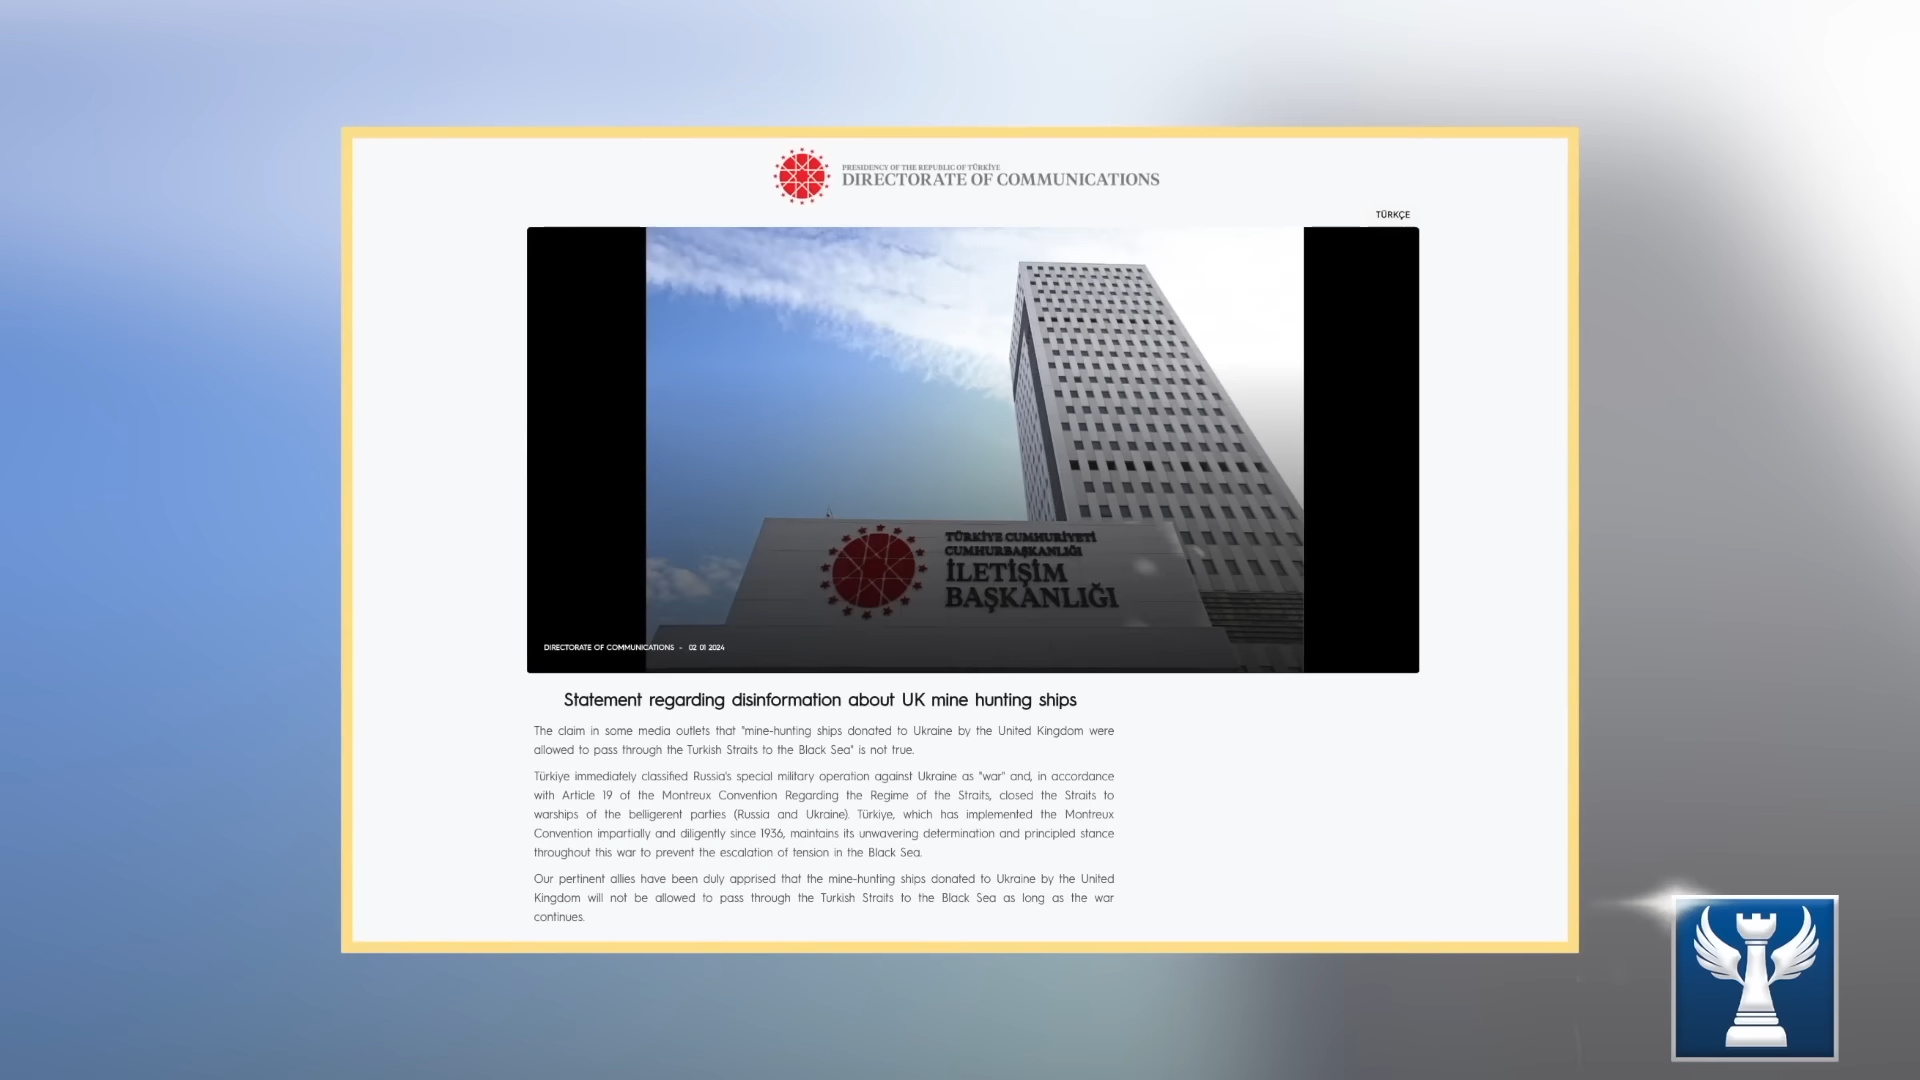 PRESIDENCY OF THE REPUBLIC OF TÜRKİYE
DIRECTORATE OF COMMUNICATIONS
TÜRKÇE
TÜRKİYE CUMHURİYETİ
CUMHURBAŞKANLIĞI
İLETİŞİM
BAŞKANLIĞI
DIRECTORATE OF COMMUNICATIONS - 02 01 2024
Statement regarding disinformation about UK mine hunting ships
The claim in some media outlets that "mine-hunting ships donated to Ukraine by the United Kingdom were
allowed to pass through the Turkish Straits to the Black Sea" is not true.
Türkiye immediately classified Russia's special military operation against Ukraine as "war" and, in accordance
with Article 19 of the Montreux Convention Regarding the Regime of the Straits, closed the Straits to
warships of the belligerent parties (Russia and Ukraine). Türkiye, which has implemented the Montreux
Convention impartially and diligently since 1936, maintains its unwavering determination and principled stance
throughout this war to prevent the escalation of tension in the Black Sea.
Our pertinent allies have been duly apprised that the mine-hunting ships donated to Ukraine by the United
Kingdom will not be allowed to pass through the Turkish Straits to the Black Sea as long as the war
continues.